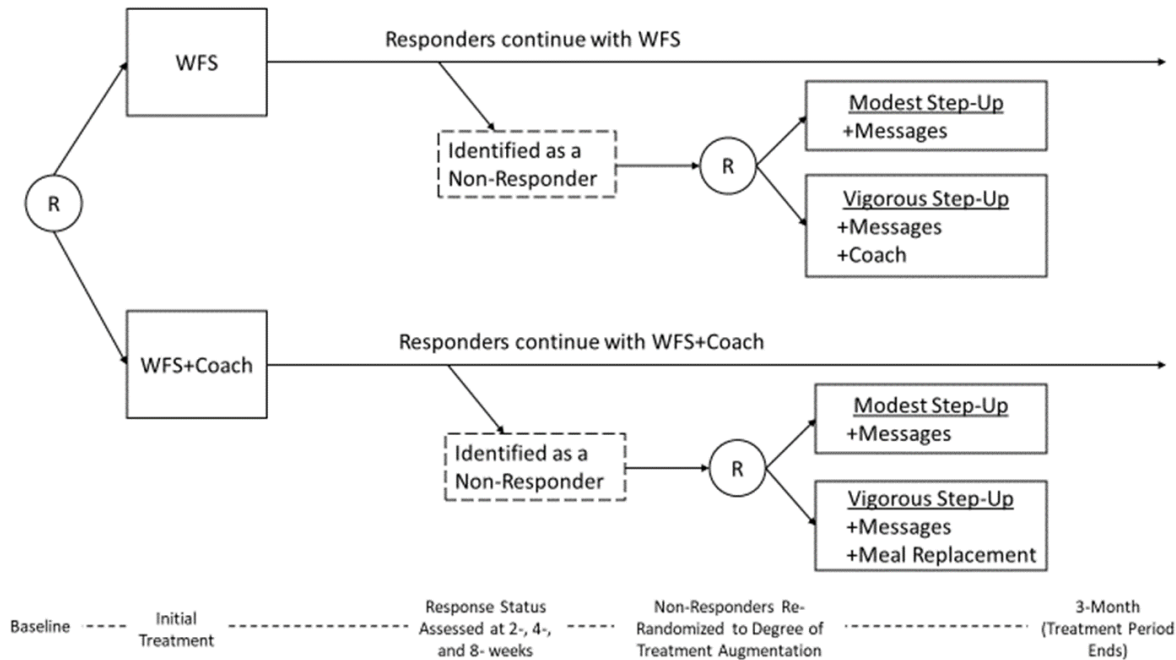 Responders continue with WFS
WFS
Modest Step-Up
+Messages
Identified as a
Non-Responder
R
Vigorous Step-Up
+Messages
+Coach
R
Responders continue with WFS+Coach
WFS+Coach
Modest Step-Up
+Messages
Identified as a
Non-Responder
R
Vigorous Step-Up
+Messages
+Meal Replacement
Baseline
Initial
Treatment
Response Status
Assessed at 2-, 4-,
and 8- weeks
Non-Responders Re-
Randomized to Degree of
Treatment Augmentation
3-Month
(Treatment Period
Ends)